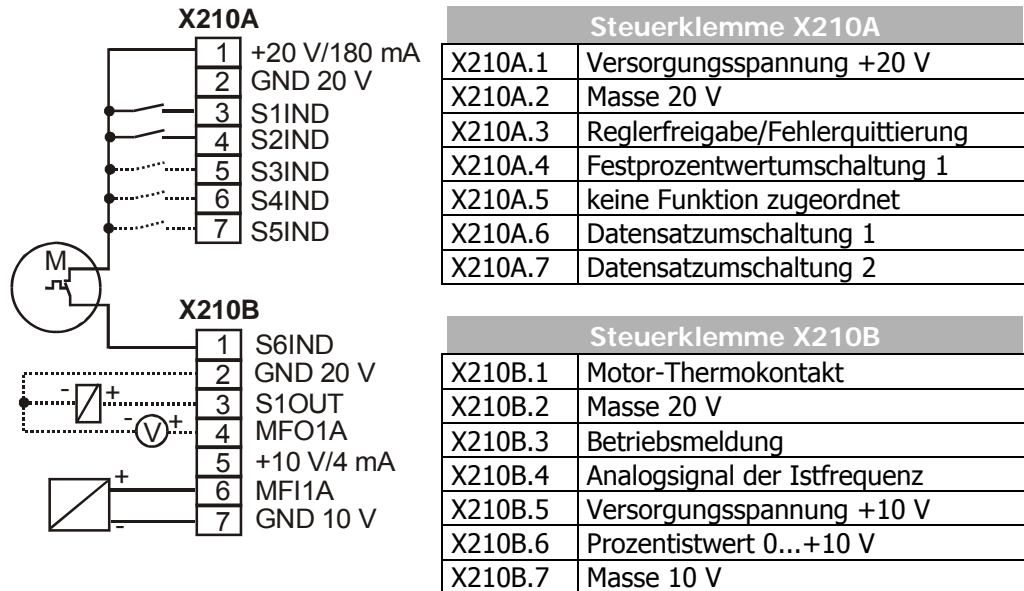 X210A
1 +20 V/180 mA
2 GND 20 V
3 S1IND
4 S2IND
5 S3IND
6 S4IND
7 S5IND
M
X210B
1 S6IND
2 GND 20 V
- + 3 S1OUT
- V + 4 MFO1A
5 +10 V/4 mA
+ 6 MFI1A
- 7 GND 10 V
Steuerklemme X210A
X210A.1 Versorgungsspannung +20 V
X210A.2 Masse 20 V
X210A.3 Reglerfreigabe/Fehlerquittierung
X210A.4 Festprozentwertumschaltung 1
X210A.5 keine Funktion zugeordnet
X210A.6 Datensatzumschaltung 1
X210A.7 Datensatzumschaltung 2
Steuerklemme X210B
X210B.1 Motor-Thermokontakt
X210B.2 Masse 20 V
X210B.3 Betriebsmeldung
X210B.4 Analogsignal der Istfrequenz
X210B.5 Versorgungsspannung +10 V
X210B.6 Prozentistwert 0...+10 V
X210B.7 Masse 10 V